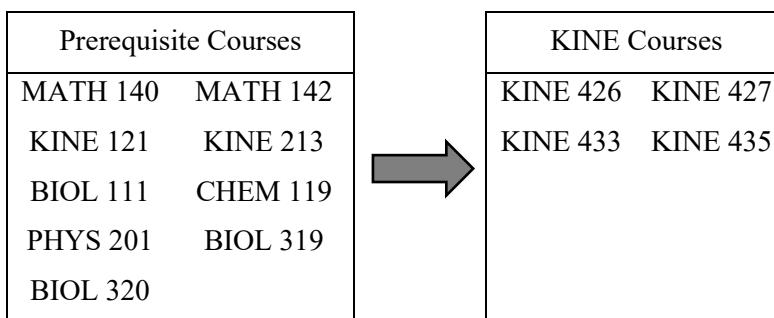 Prerequisite Courses
MATH 140 MATH 142
KINE 121 KINE 213
BIOL 111 CHEM 119
PHYS 201 BIOL 319
BIOL 320
KINE Courses
KINE 426 KINE 427
KINE 433 KINE 435